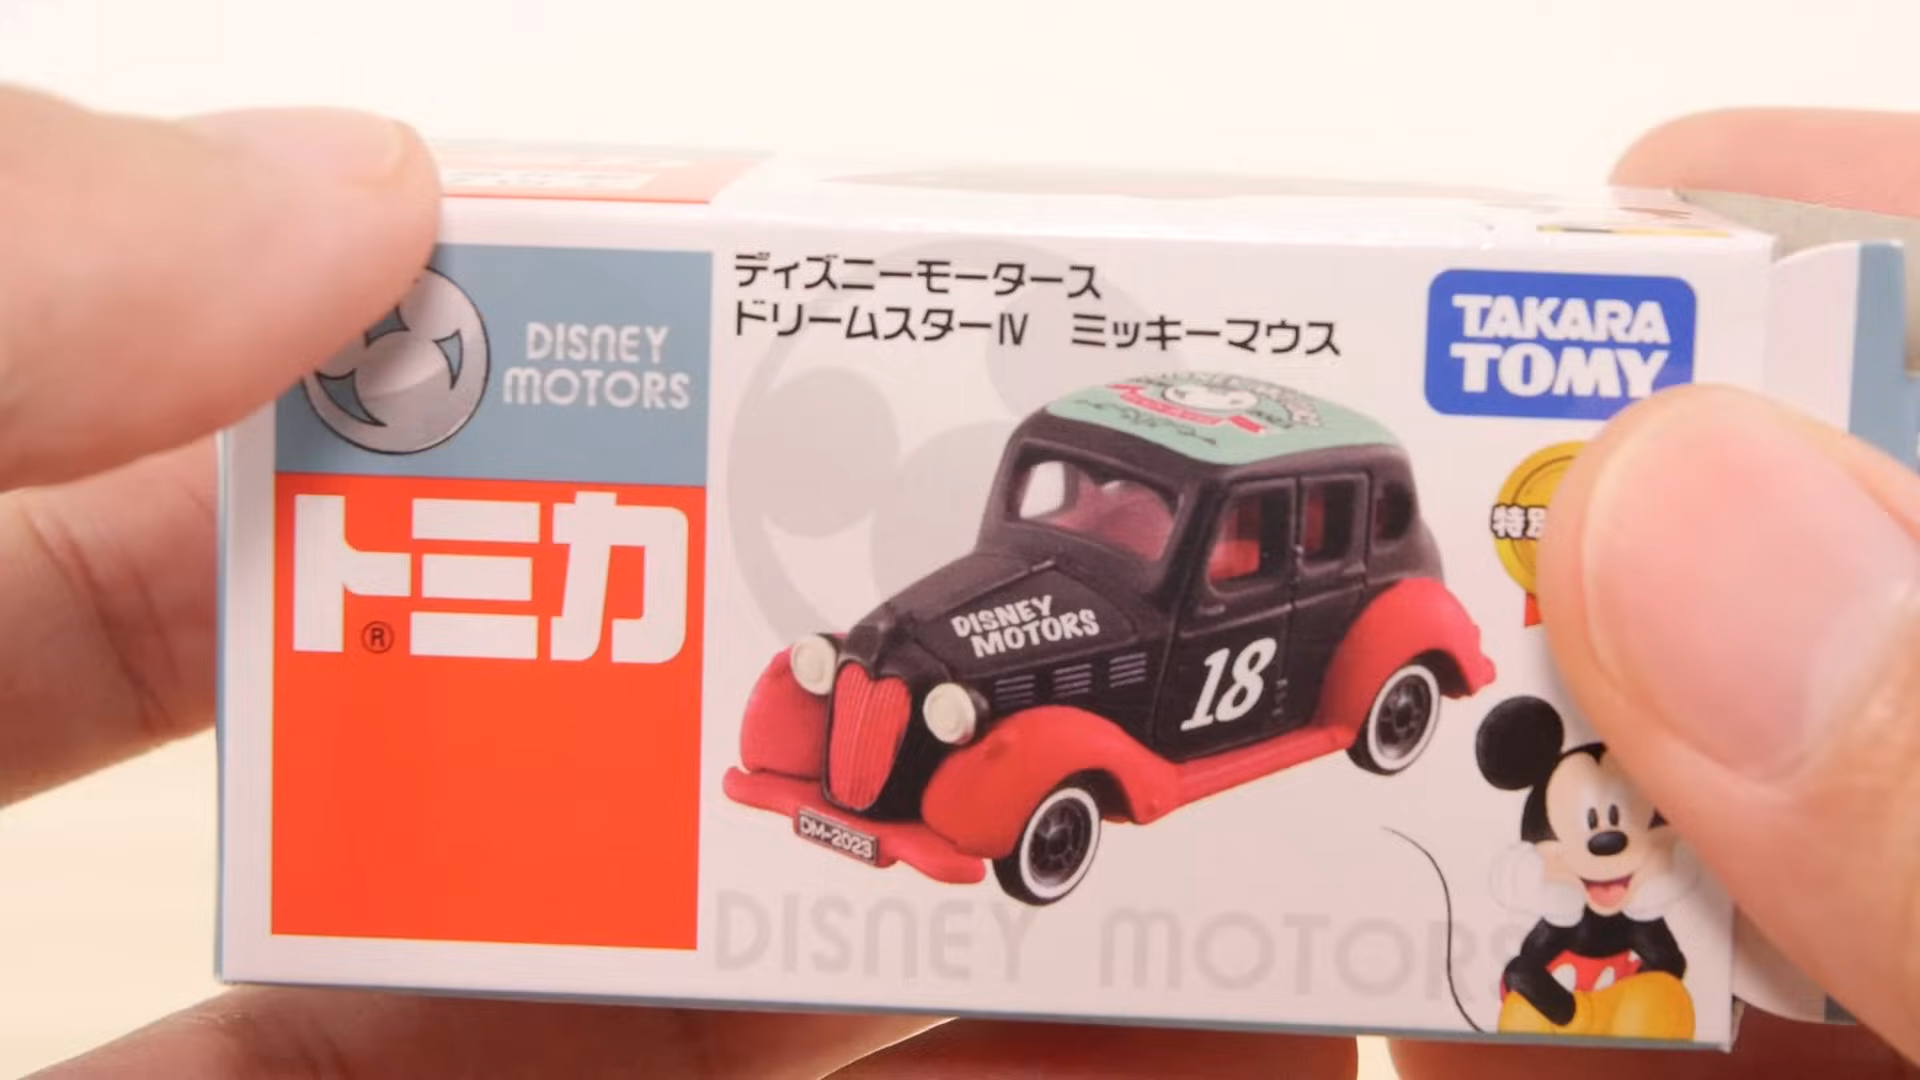 DISNEY
MOTORS
ディズニーモータース
ドリームスターⅣ ミッキーマウス
TAKARA
TOMY
トミカ
®
特別
DISNEY
MOTORS
18
DM-2023
DISNEY MOTORS